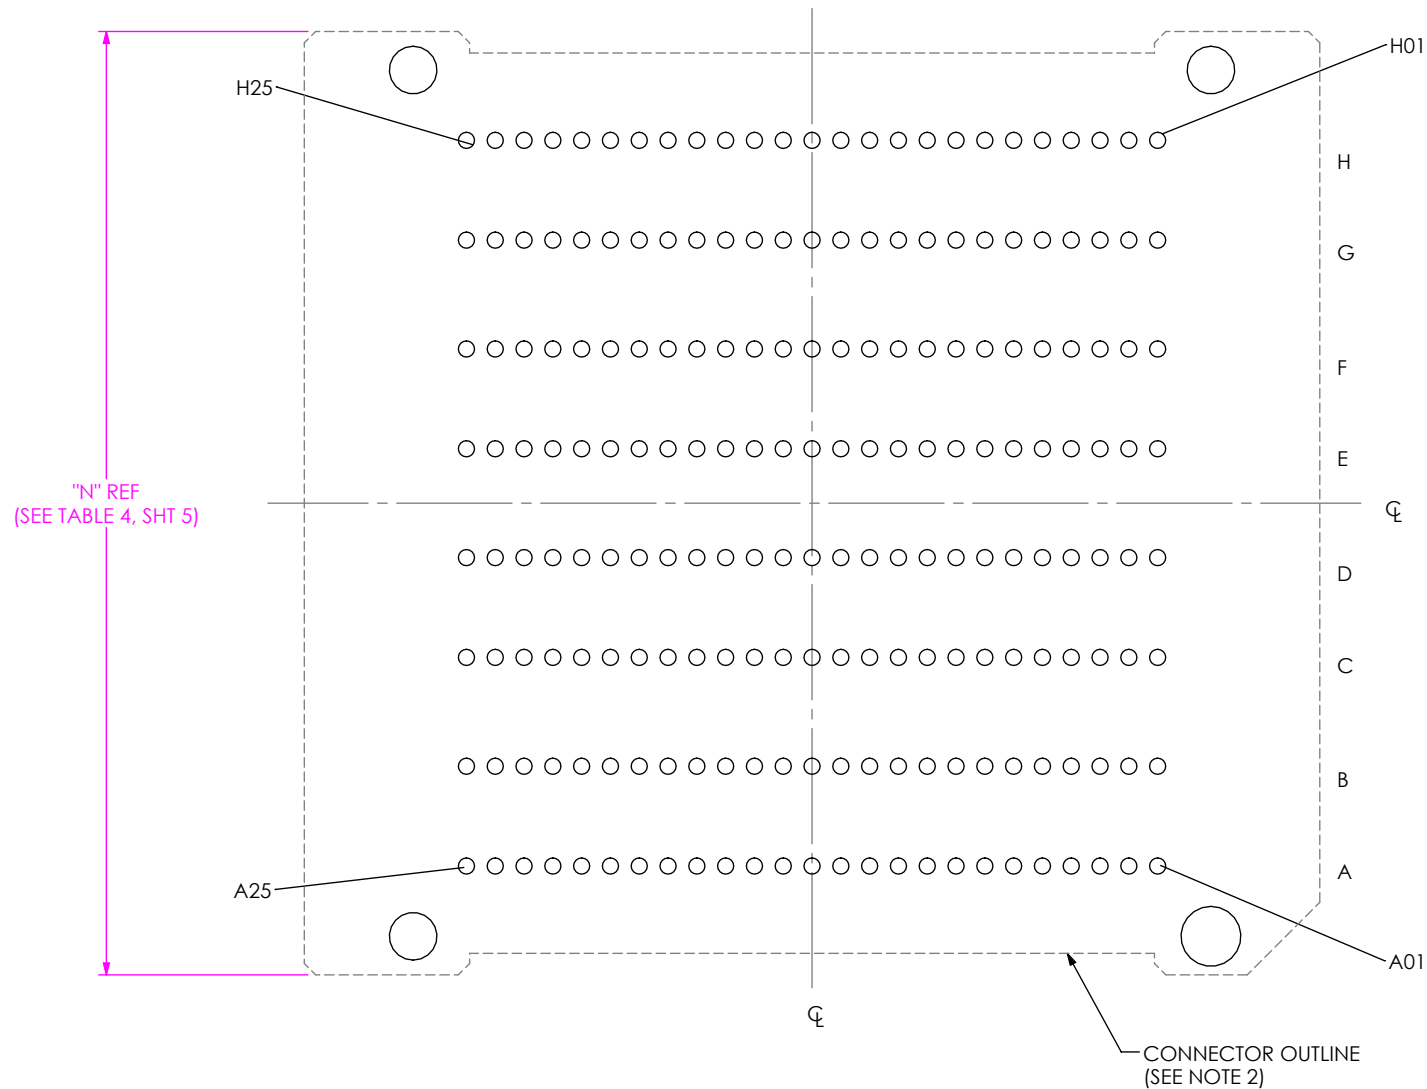 H01
H25
H
G
F
E
"N" REF
(SEE TABLE 4, SHT 5)
℄
D
C
B
A
A25
A01
℄
CONNECTOR OUTLINE
(SEE NOTE 2)